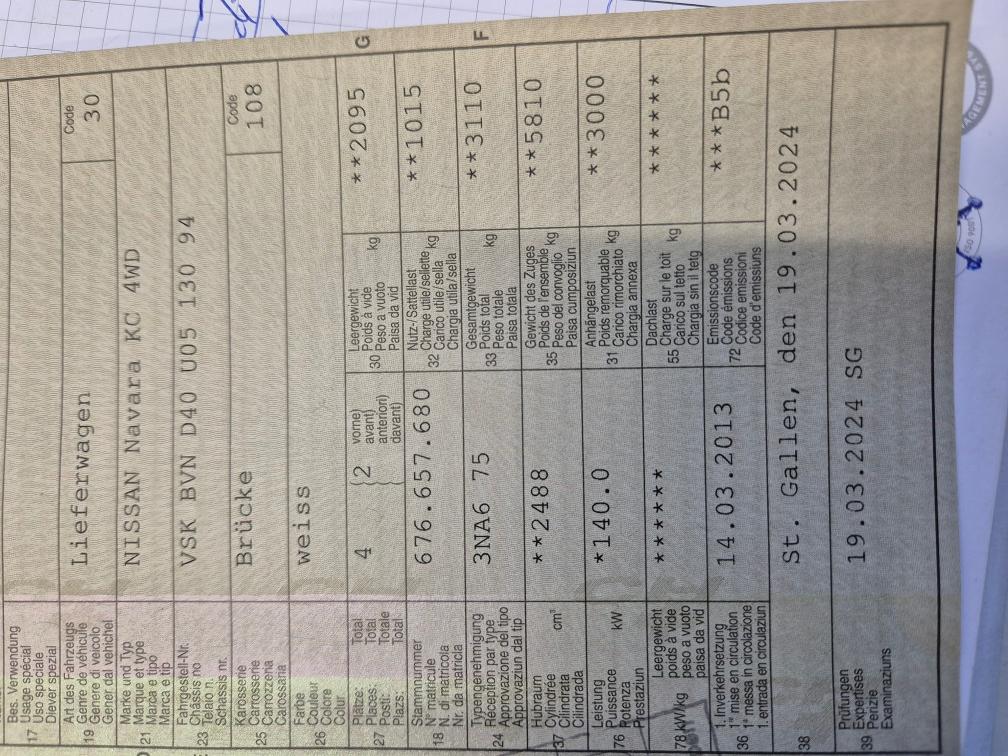 17
Bes. Verwendung
Usage spécial
Uso speciale
Diever spezial
19
Art des Fahrzeugs
Genre de véhicule
Genere di veicolo
Gener dal vehichel
Lieferwagen
Code
30
21
Marke und Typ
Marque et type
Marca e tipo
Marca e tip
NISSAN Navara KC 4WD
23
Fahrgestell-Nr.
Châssis no
Telaio n.
Schassis nr.
VSK BVN D40 U05 130 94
25
Karosserie
Carrosserie
Carrozzeria
Carossaria
Brücke
Code
108
26
Farbe
Couleur
Colore
Colur
weiss
27
Plätze: Total
Places: Total
Posti: Totale
Plazs: Total
4
2
vorne)
avant)
anteriori)
davant)
30
Leergewicht
Poids à vide
Peso a vuoto
Paisa da vid
kg
**2095
G
18
Stammnummer
N° matricule
N. di matricola
Nr. da matricla
676.657.680
32
Nutz-/Sattellast
Charge utile/sellette
Carico utile/sella
Chargia utila/sella
kg
**1015
24
Typengenehmigung
Réception par type
Approvazione del tipo
Approvaziun dal tip
3NA6 75
33
Gesamtgewicht
Poids total
Peso totale
Paisa totala
kg
**3110
F
37
Hubraum
Cylindrée
Cilindrata
Cilindrada
cm³
**2488
35
Gewicht des Zuges
Poids de l'ensemble
Peso del convoglio
Paisa cumposiziun
kg
**5810
76
Leistung
Puissance
Potenza
Prestaziun
kW
*140.0
31
Anhängelast
Poids remorquable
Carico rimorchiato
Chargia annexa
kg
**3000
78 kW/kg
Leergewicht
poids à vide
peso a vuoto
paisa da vid
*******
55
Dachlast
Charge sur le toit
Carico sul tetto
Chargia sin il tetg
kg
******
36
1. Inverkehrsetzung
1re mise en circulation
1a messa in circolazione
1. entrada en circulaziun
14.03.2013
72
Emissionscode
Code émissions
Codice emissioni
Code d'emissiuns
***B5b
38
St. Gallen, den 19.03.2024
39
Prüfungen
Expertises
Perizie
Examinaziuns
19.03.2024 SG
ISO 9001